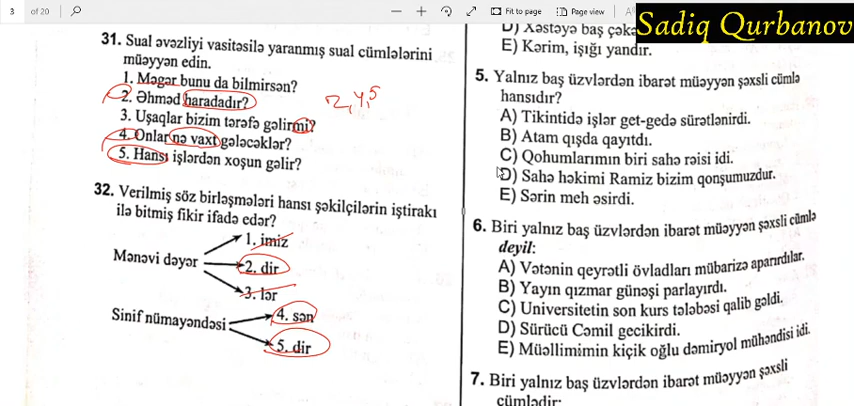 3 of 20
Fit to page
Page view
Sadiq Qurbanov
31. Sual əvəzliyi vasitəsilə yaranmış sual cümlələrini
müəyyən edin.
1. Məgər bunu da bilmirsən?
2. Əhməd haradadır?
3. Uşaqlar bizim tərəfə gəlirmi?
4. Onlar nə vaxt gələcəklər?
5. Hansı işlərdən xoşun gəlir?
2,4,5
32. Verilmiş söz birləşmələri hansı şəkilçilərin iştirakı
ilə bitmiş fikir ifadə edər?
Mənəvi dəyər
1. imiz
2. dir
3. lər
Sinif nümayəndəsi
4. sən
5. dir
D) Xəstəyə baş çəkə
E) Kərim, işığı yandır.
5. Yalnız baş üzvlərdən ibarət müəyyən şəxsli cümlə
hansıdır?
A) Tikintidə işlər get-gedə sürətlənirdi.
B) Atam qışda qayıtdı.
C) Qohumlarımın biri sahə rəisi idi.
D) Sahə həkimi Ramiz bizim qonşumuzdur.
E) Sərin meh əsirdi.
6. Biri yalnız baş üzvlərdən ibarət müəyyən şəxsli cümlə
deyil:
A) Vətənin qeyrətli övladları mübarizə aparırdılar.
B) Yayın qızmar günəşi parlayırdı.
C) Universitetin son kurs tələbəsi qalib gəldi.
D) Sürücü Cəmil gecikirdi.
E) Müəllimimin kiçik oğlu dəmiryol mühəndisi idi.
7. Biri yalnız baş üzvlərdən ibarət müəyyən şəxsli
cümlədir: